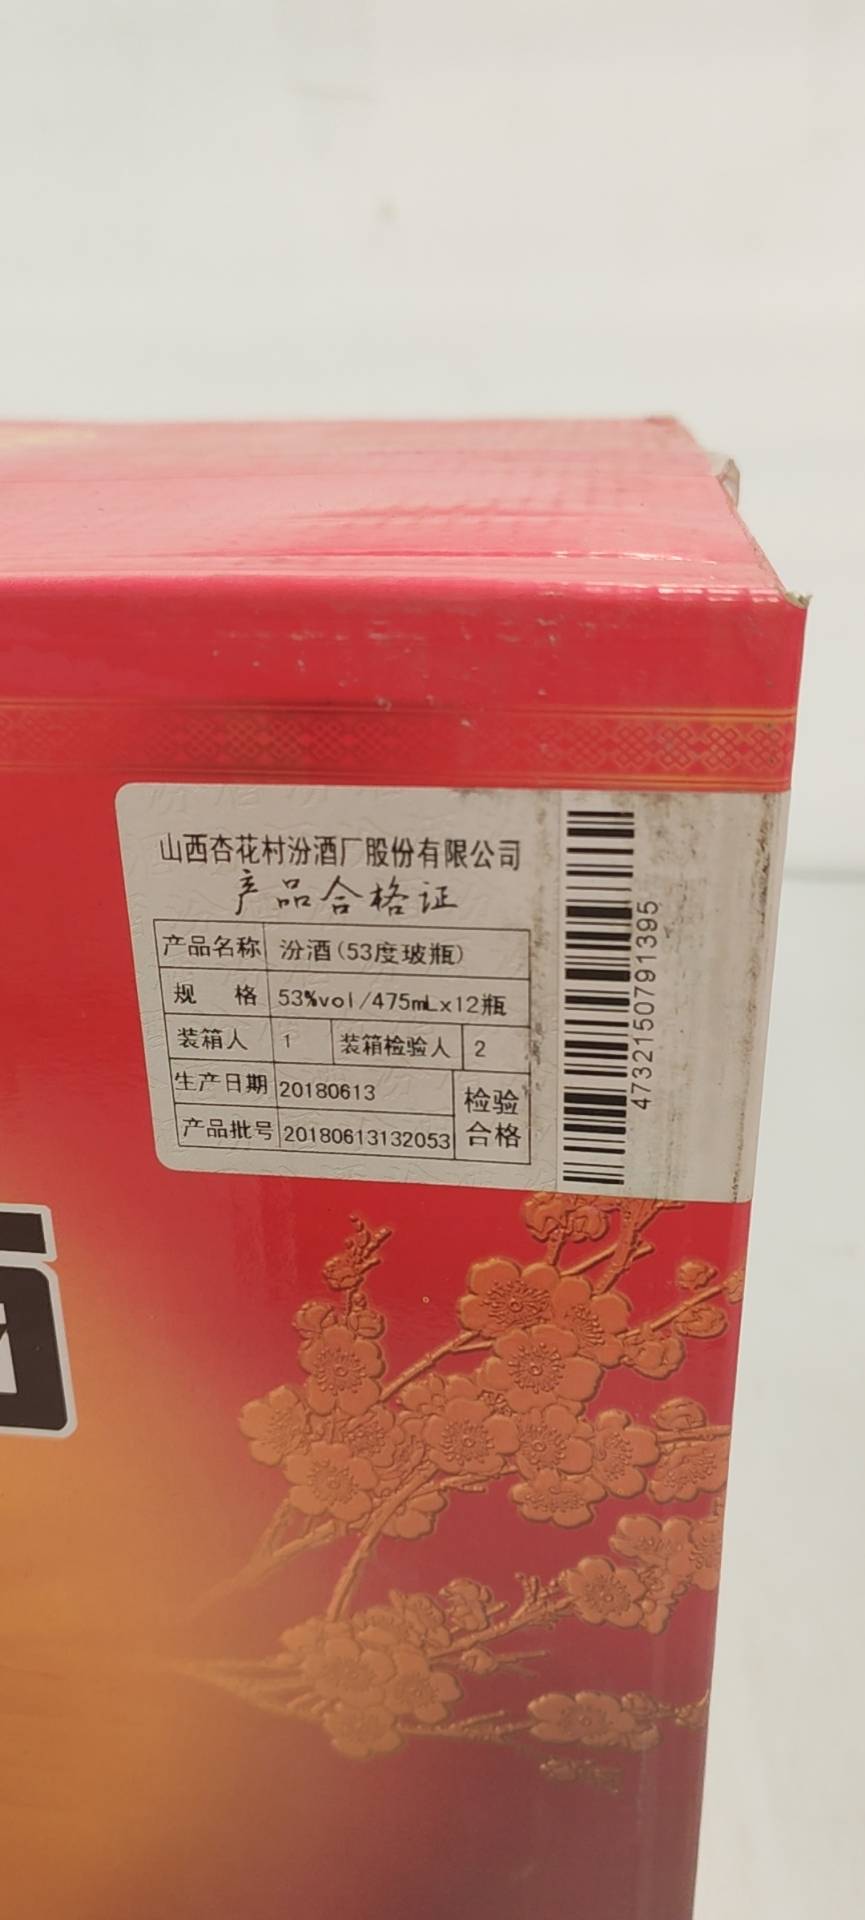 山西杏花村汾酒厂股份有限公司
产品合格证
产品名称 汾酒(53度玻瓶)
规 格 53%vol/475mLx12瓶
装箱人 1 装箱检验人 2
生产日期 20180613 检验
产品批号 20180613132053 合格
4732150791395
酒